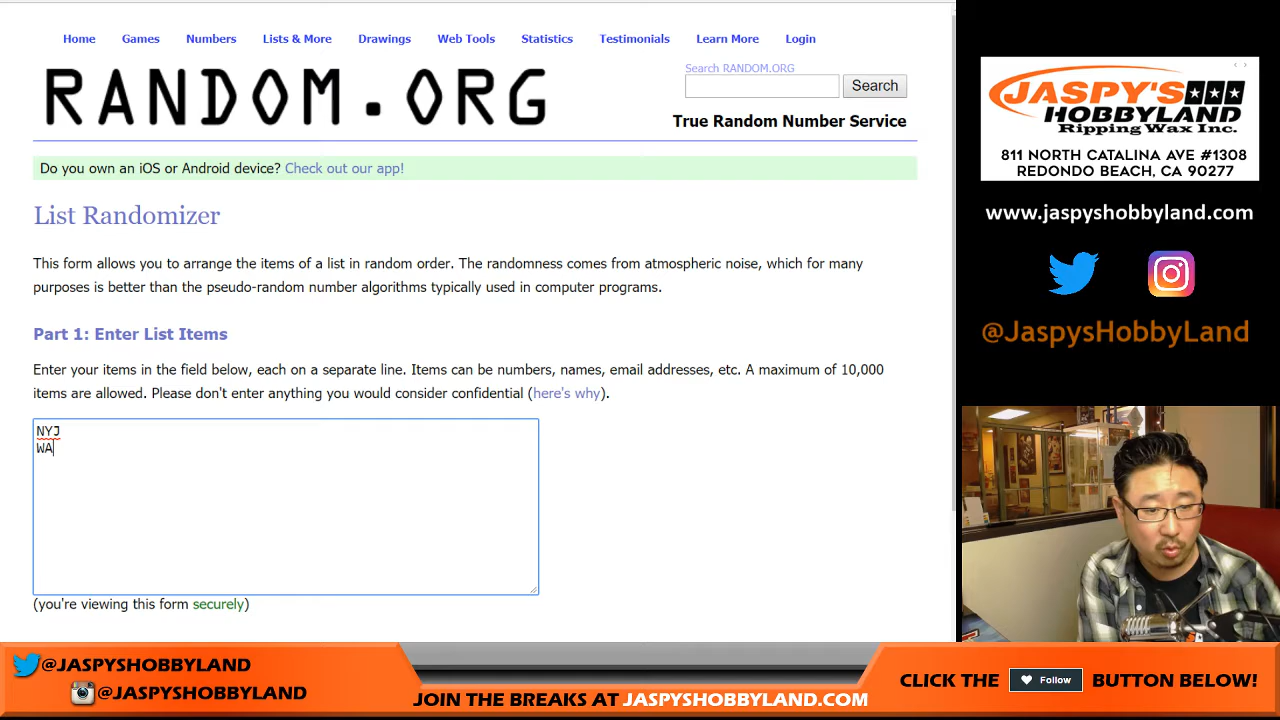 Home Games Numbers Lists & More Drawings Web Tools Statistics Testimonials Learn More Login
RANDOM.ORG
Search RANDOM.ORG
Search
True Random Number Service
Do you own an iOS or Android device? Check out our app!
List Randomizer
This form allows you to arrange the items of a list in random order. The randomness comes from atmospheric noise, which for many
purposes is better than the pseudo-random number algorithms typically used in computer programs.
Part 1: Enter List Items
Enter your items in the field below, each on a separate line. Items can be numbers, names, email addresses, etc. A maximum of 10,000
items are allowed. Please don't enter anything you would consider confidential (here's why).
NYJ
WA
(you're viewing this form securely)
JASPY'S
HOBBYLAND
Ripping Wax Inc.
811 NORTH CATALINA AVE #1308
REDONDO BEACH, CA 90277
www.jaspyshobbyland.com
@JaspysHobbyLand
@JASPYSHOBBYLAND
@JASPYSHOBBYLAND
JOIN THE BREAKS AT JASPYSHOBBYLAND.COM
CLICK THE Follow BUTTON BELOW!